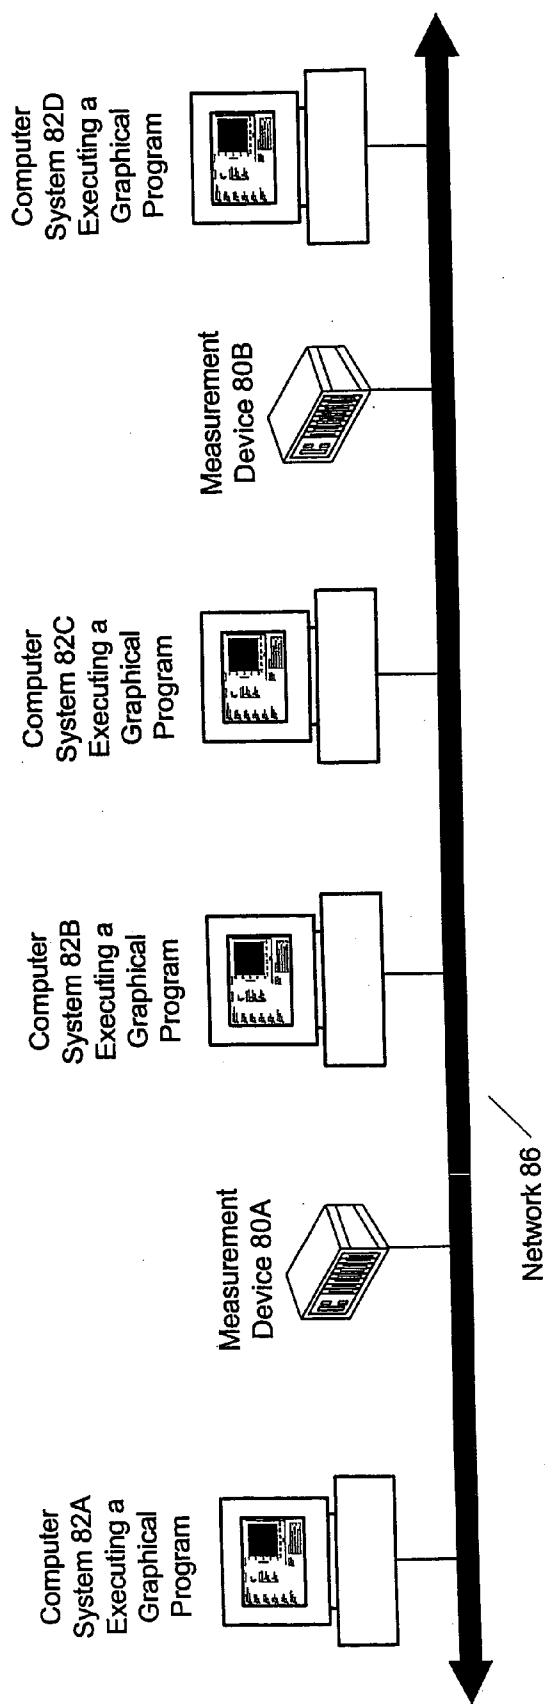 Computer
System 82A
Executing a
Graphical
Program
Measurement
Device 80A
Computer
System 82B
Executing a
Graphical
Program
Computer
System 82C
Executing a
Graphical
Program
Measurement
Device 80B
Computer
System 82D
Executing a
Graphical
Program
Network 86